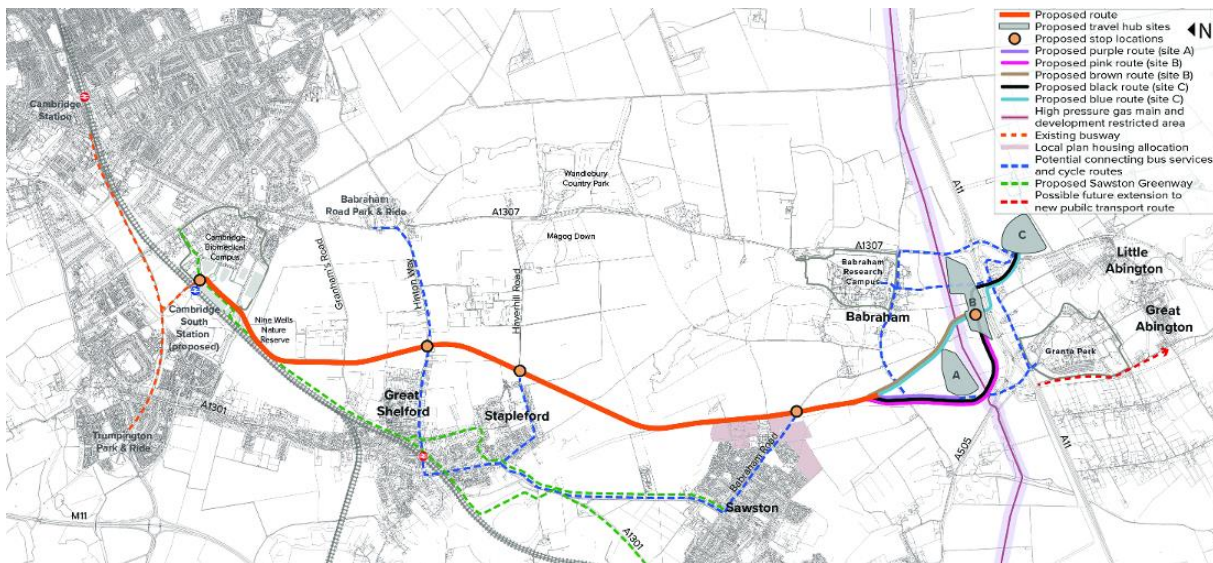 Proposed route
Proposed travel hub sites
Proposed stop locations
Proposed purple route (site A)
Proposed pink route (site B)
Proposed brown route (site B)
Proposed black route (site C)
Proposed blue route (site C)
High pressure gas main and
development restricted area
Existing busway
Local plan housing allocation
Potential connecting bus services
and cycle routes
Proposed Sawston Greenway
Possible future extension to
new public transport route
N
Cambridge
Station
Cambridge
Biomedical
Campus
Babraham
Road Park & Ride
A1307
Wandlebury
Country Park
Magog Down
Granham's Road
Hinton Way
Haverhill Road
Nine Wells
Nature
Reserve
Cambridge
South
Station
(proposed)
A1301
Trumpington
Park & Ride
M11
Great
Shelford
Stapleford
A1301
Babraham Road
Sawston
A1307
Babraham
Research
Campus
Babraham
A
B
C
A11
A505
A11
Granta Park
Little
Abington
Great
Abington